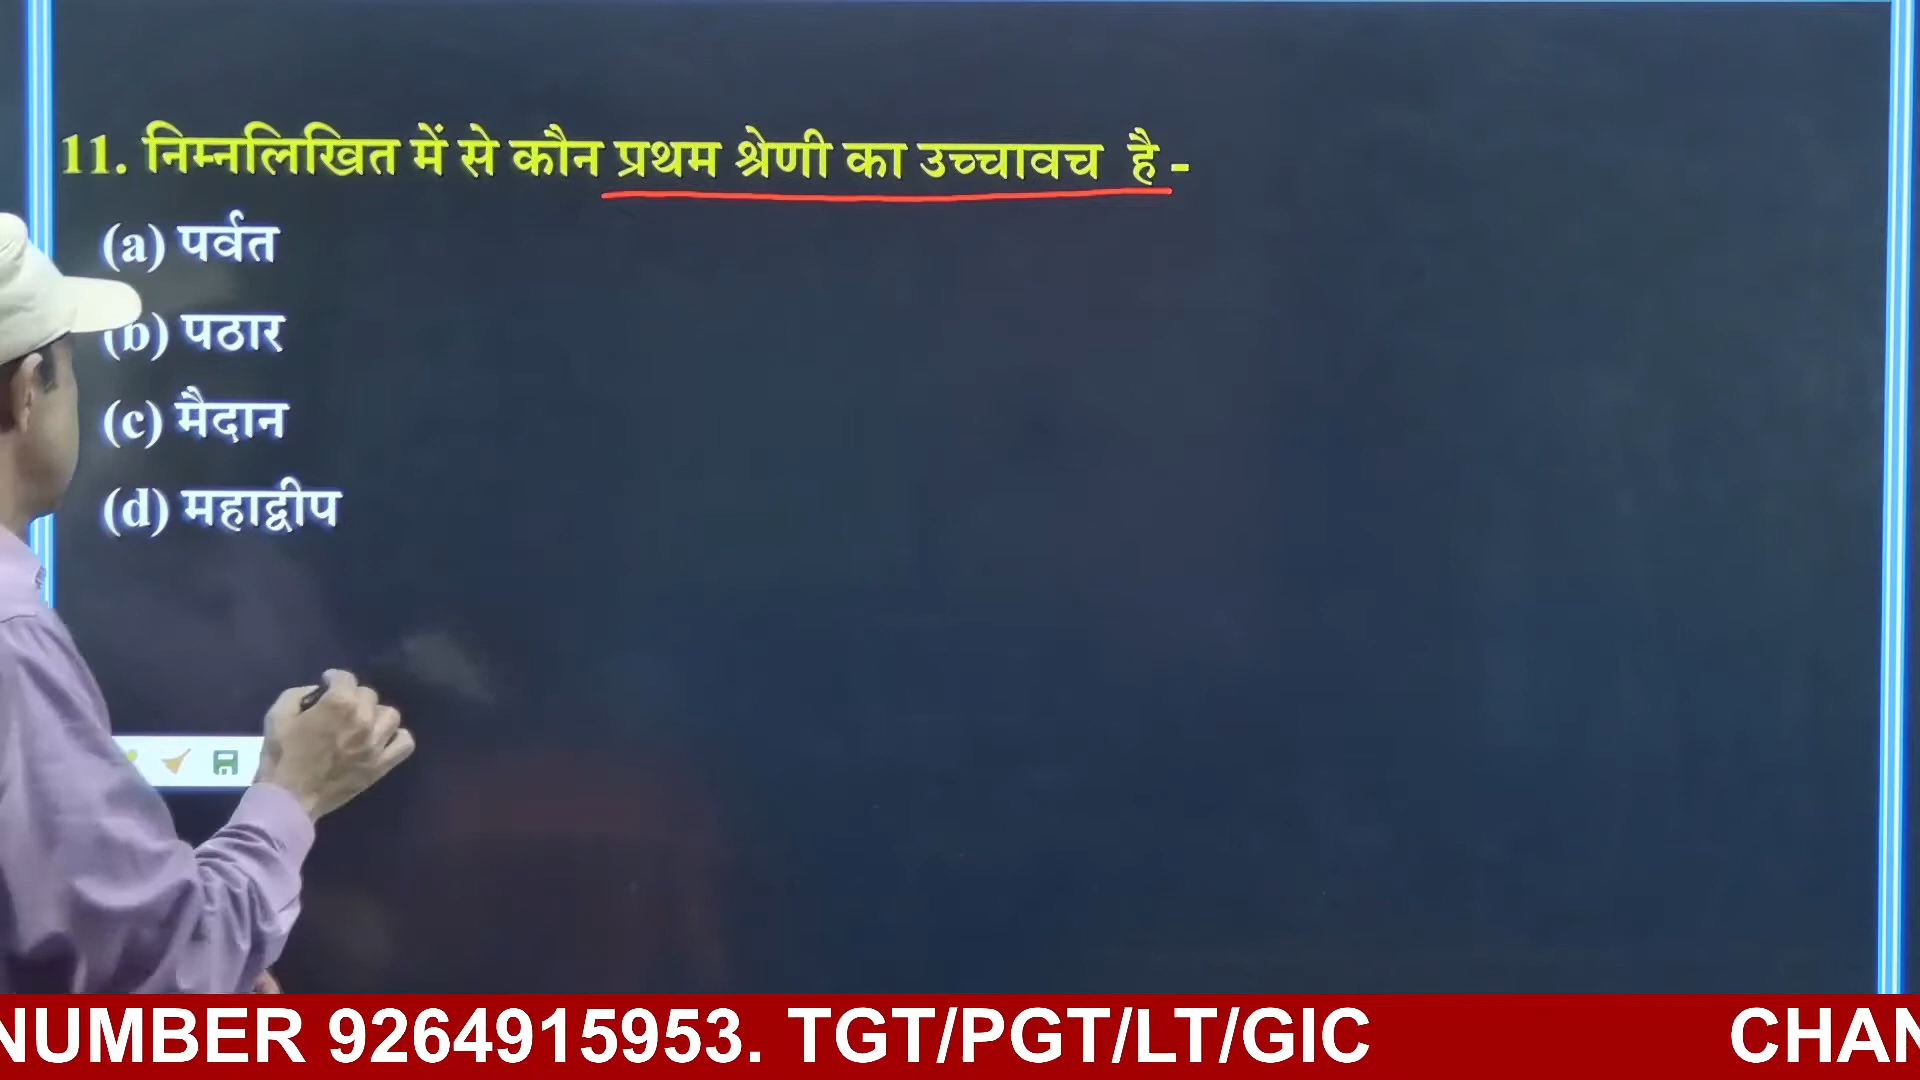 11. निम्नलिखित में से कौन प्रथम श्रेणी का उच्चावच है -
(a) पर्वत
(b) पठार
(c) मैदान
(d) महाद्वीप
NUMBER 9264915953. TGT/PGT/LT/GIC CHAN